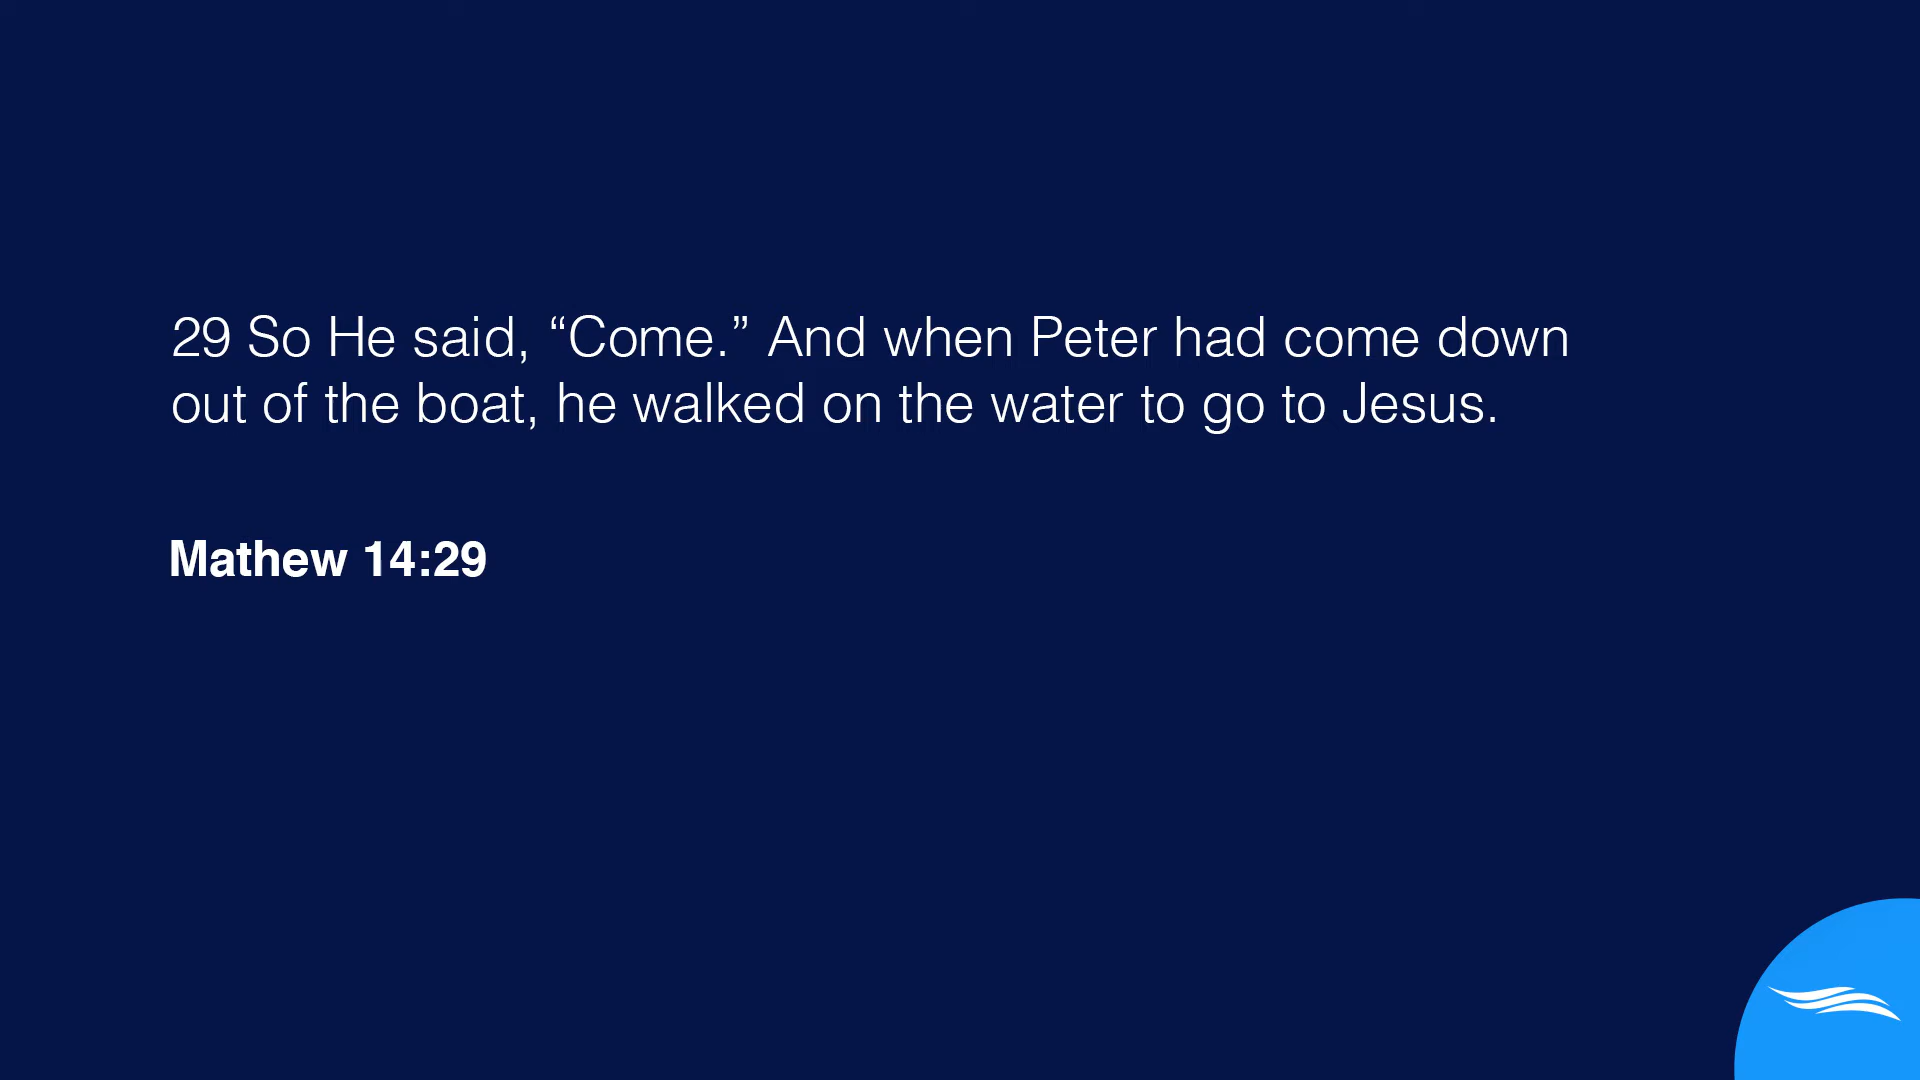 29 So He said, “Come.” And when Peter had come down
out of the boat, he walked on the water to go to Jesus.
Mathew 14:29